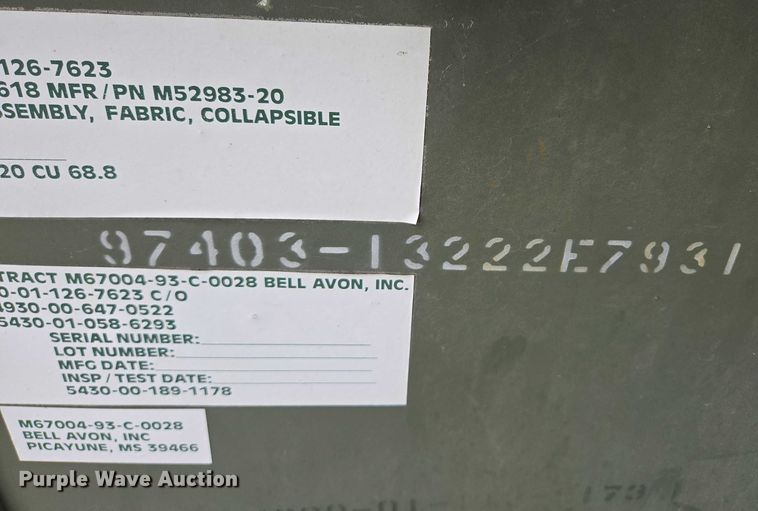 126-7623
618 MFR/PN M52983-20
SSEMBLY, FABRIC, COLLAPSIBLE
20 CU 68.8
97403-13222E7931
TRACT M67004-93-C-0028 BELL AVON, INC.
0-01-126-7623 C/O
4930-00-647-0522
5430-01-058-6293
SERIAL NUMBER:
LOT NUMBER:
MFG DATE:
INSP/TEST DATE:
5430-00-189-1178
M67004-93-C-0028
BELL AVON, INC
PICAYUNE, MS 39466
Purple Wave Auction